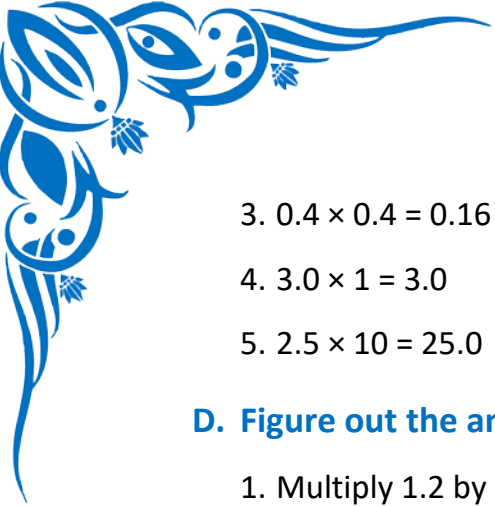 3. 0.4 × 0.4 = 0.16
4. 3.0 × 1 = 3.0
5. 2.5 × 10 = 25.0
D. Figure out the
1. Multiply 1.2 by